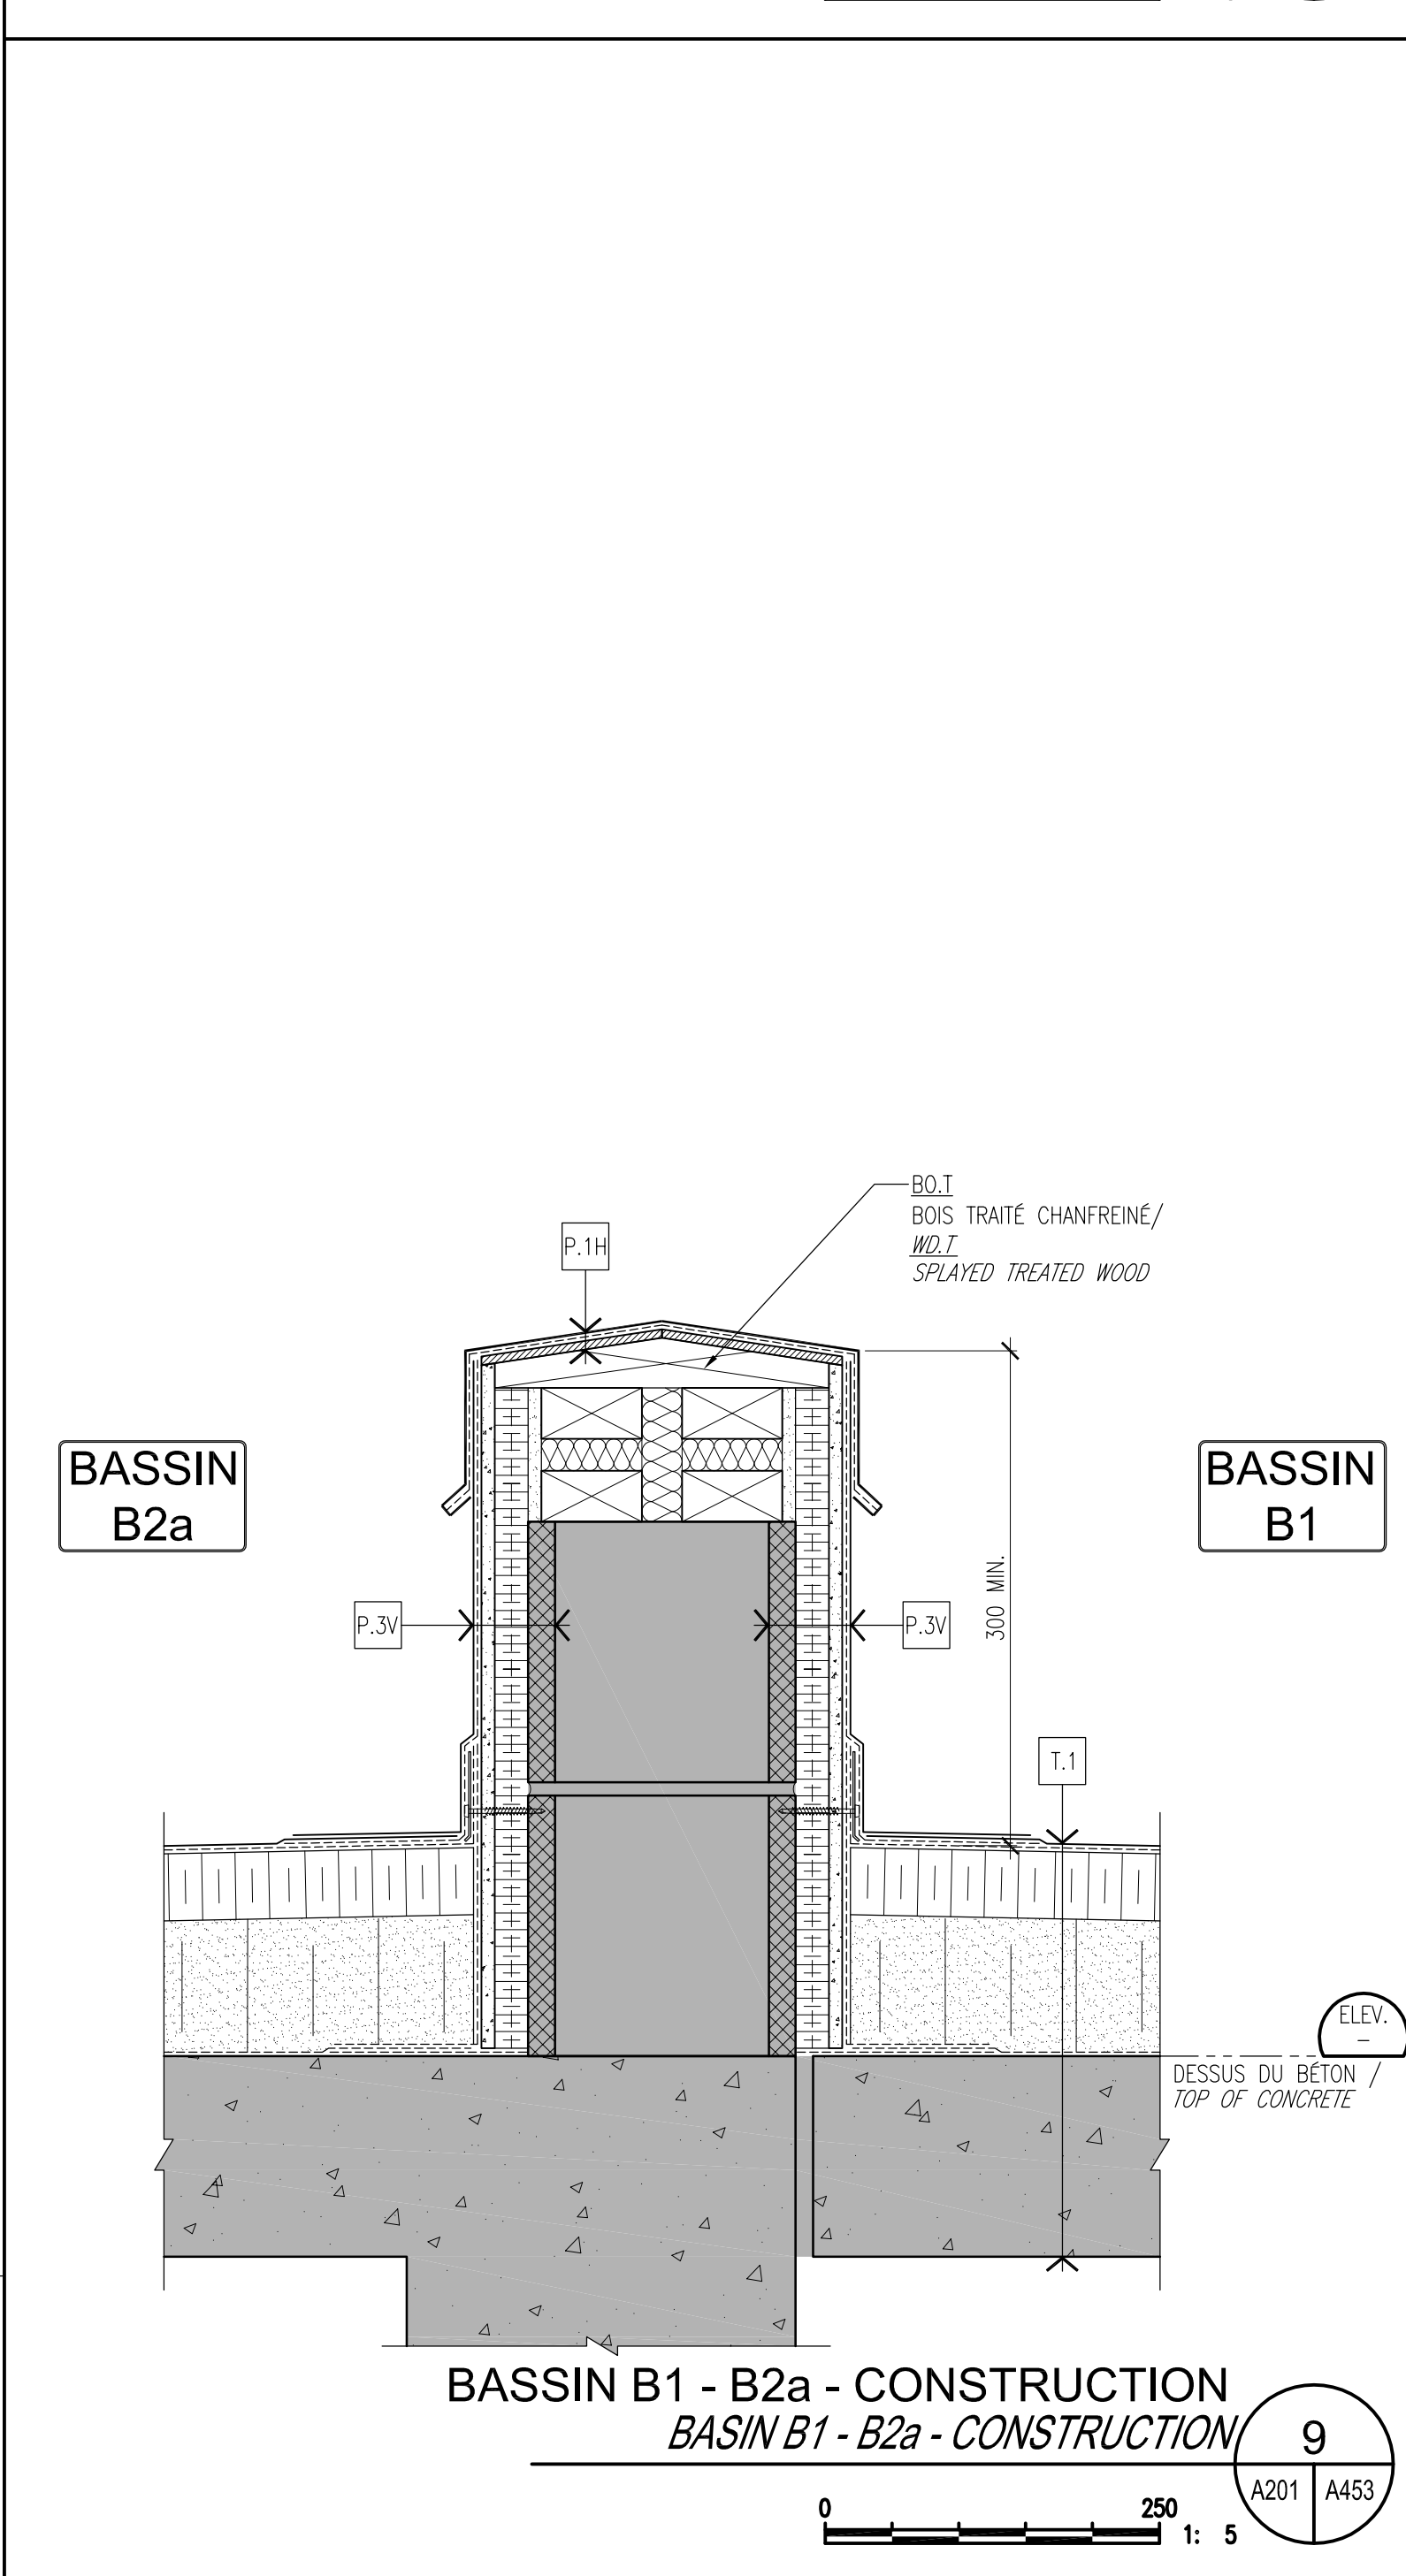 BO.T
BOIS TRAITÉ CHANFREINÉ/
WD.T
SPLAYED TREATED WOOD
P.1H
BASSIN
B2a
BASSIN
B1
300 MIN.
P.3V
P.3V
T.1
ELEV.
-
DESSUS DU BÉTON /
TOP OF CONCRETE
BASSIN B1 - B2a - CONSTRUCTION
BASIN B1 - B2a - CONSTRUCTION
9
A201
A453
0
250
1: 5